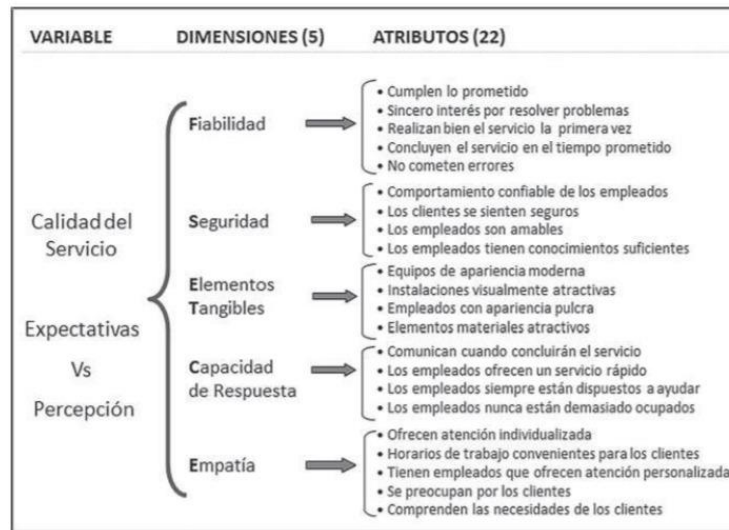 VARIABLE DIMENSIONES (5) ATRIBUTOS (22)
Calidad del
Servicio
Expectativas
Vs
Percepción
Fiabilidad
• Cumplen lo prometido
• Sincero interés por resolver problemas
• Realizan bien el servicio la primera vez
• Concluyen el servicio en el tiempo prometido
• No cometen errores
Seguridad
• Comportamiento confiable de los empleados
• Los clientes se sienten seguros
• Los empleados son amables
• Los empleados tienen conocimientos suficientes
Elementos
Tangibles
• Equipos de apariencia moderna
• Instalaciones visualmente atractivas
• Empleados con apariencia pulcra
• Elementos materiales atractivos
Capacidad
de Respuesta
• Comunican cuando concluirán el servicio
• Los empleados ofrecen un servicio rápido
• Los empleados siempre están dispuestos a ayudar
• Los empleados nunca están demasiado ocupados
Empatía
• Ofrecen atención individualizada
• Horarios de trabajo convenientes para los clientes
• Tienen empleados que ofrecen atención personalizada
• Se preocupan por los clientes
• Comprenden las necesidades de los clientes